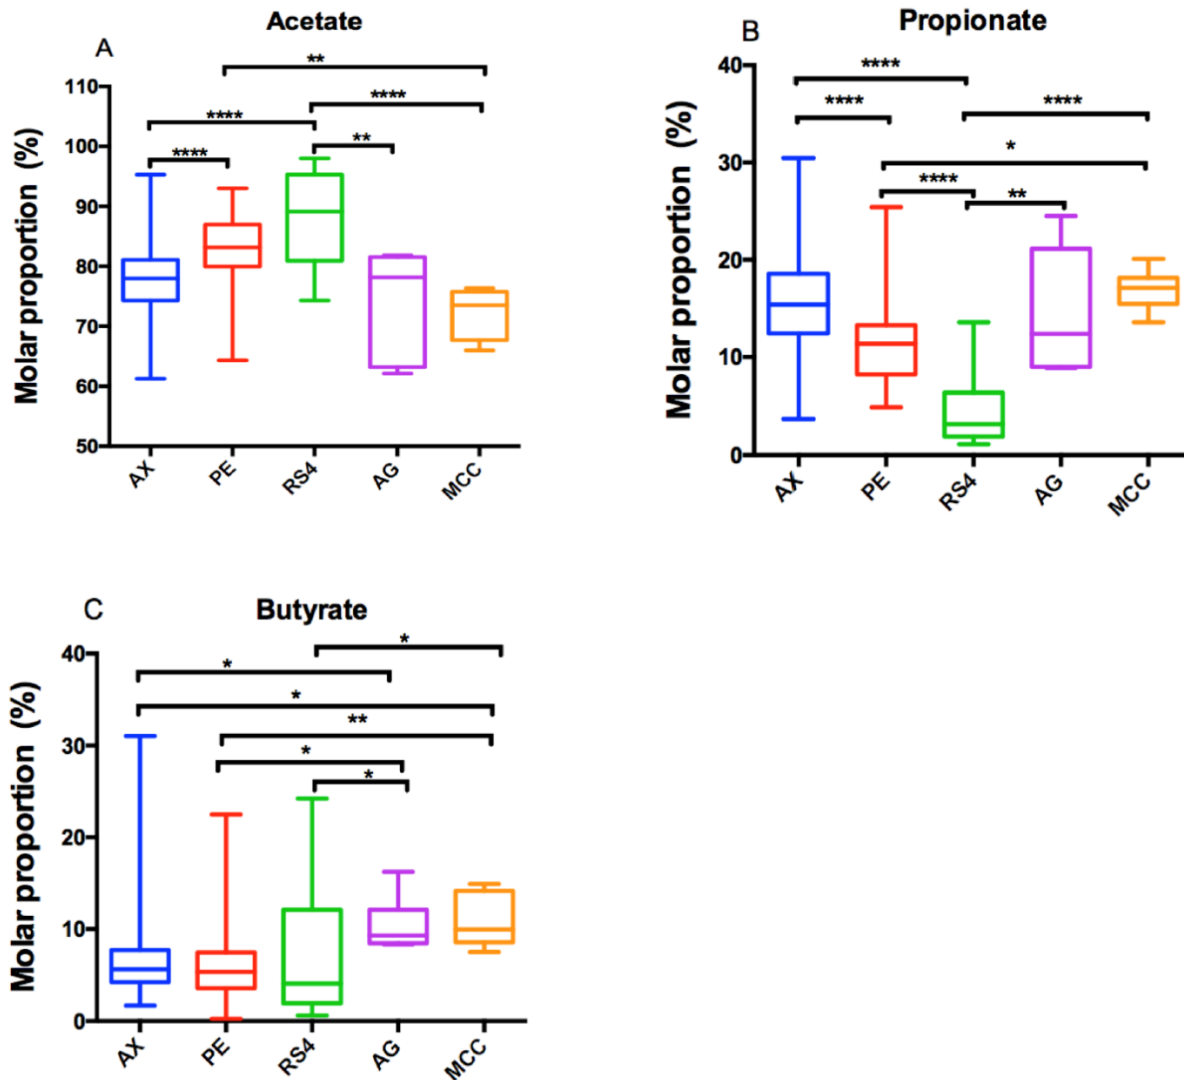 A
Acetate
Molar proportion (%)
110
100
90
80
70
60
50
**
****
****
**
****
AX
PE
RS4
AG
MCC
B
Propionate
Molar proportion (%)
40
30
20
10
0
****
****
****
*
****
**
AX
PE
RS4
AG
MCC
C
Butyrate
Molar proportion (%)
40
30
20
10
0
*
*
*
**
*
*
AX
PE
RS4
AG
MCC